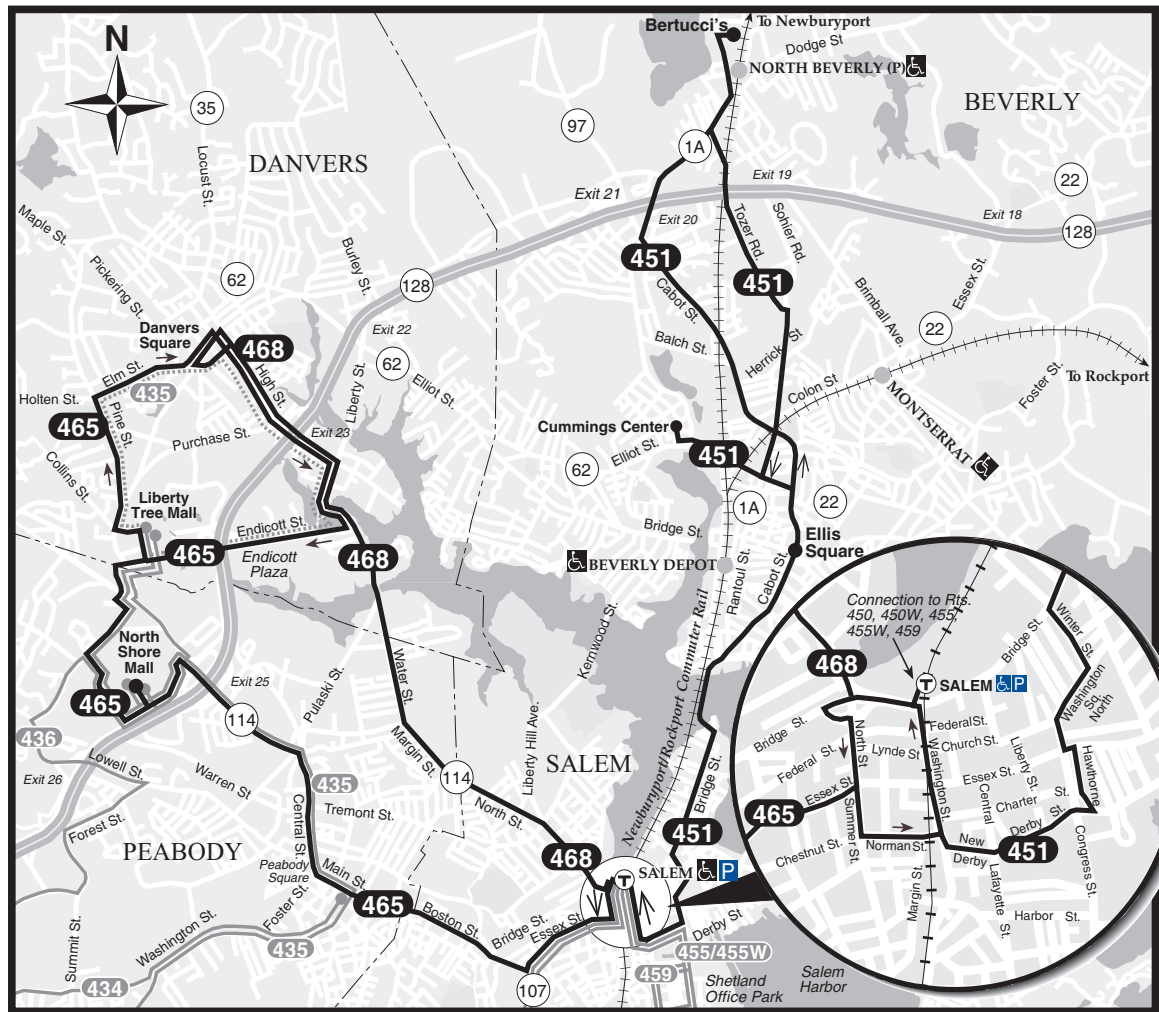 N
Bertucci's
To Newburyport
Dodge St
NORTH BEVERLY (P)
BEVERLY
35
97
1A
DANVERS
Locust St.
Exit 21
Exit 19
22
Exit 20
Exit 18
128
Maple St.
Pickering St.
Burley St.
62
128
451
Tozer Rd.
Sohier Rd.
451
Essex St.
Cabot St.
Brimball Ave.
Danvers
Square
468
Exit 22
22
Balch St.
Herrick St
Elm St.
435
High St.
Liberty St.
62
Elliot St.
Colon St.
To Rockport
Foster St.
Holten St.
465
Pine St.
Purchase St.
Exit 23
MONTSERRAT
Cummings Center
451
Elliot St.
62
Collins St.
Liberty
Tree Mall
1A
22
Endicott St.
Bridge St.
Ellis
Square
465
Endicott
Plaza
468
BEVERLY DEPOT
Rantoul St.
Cabot St.
Kernwood St.
Newburyport/Rockport Commuter Rail
North
Shore
Mall
465
Water St.
Exit 25
Pulaski St.
114
436
Lowell St.
Exit 26
Warren St
Margin St.
114
Liberty Hill Ave.
SALEM
Bridge St.
435
Tremont St.
North St.
Central St.
Forest St.
PEABODY
Peabody
Square
Main St.
468
451
T
SALEM
P
Foster St.
465
Boston St.
Bridge St.
Essex St.
Derby St
Summit St.
Washington St.
435
455/455W
434
107
459
Shetland
Office Park
Salem
Harbor
Connection to Rts.
450, 450W, 455,
455W, 459
Bridge St.
Winter St.
468
T
SALEM
P
Washington
Sq.
North
Bridge St.
North St
Federal St.
Federal St.
Lynde St
Church St.
Washington St.
Liberty St.
Hawthorne
Essex St.
Essex St.
Central
Charter St.
465
Summer St.
New
Derby
Derby St.
Norman St.
451
Chestnut St.
Lafayette St.
Congress St.
Margin St.
Harbor St.